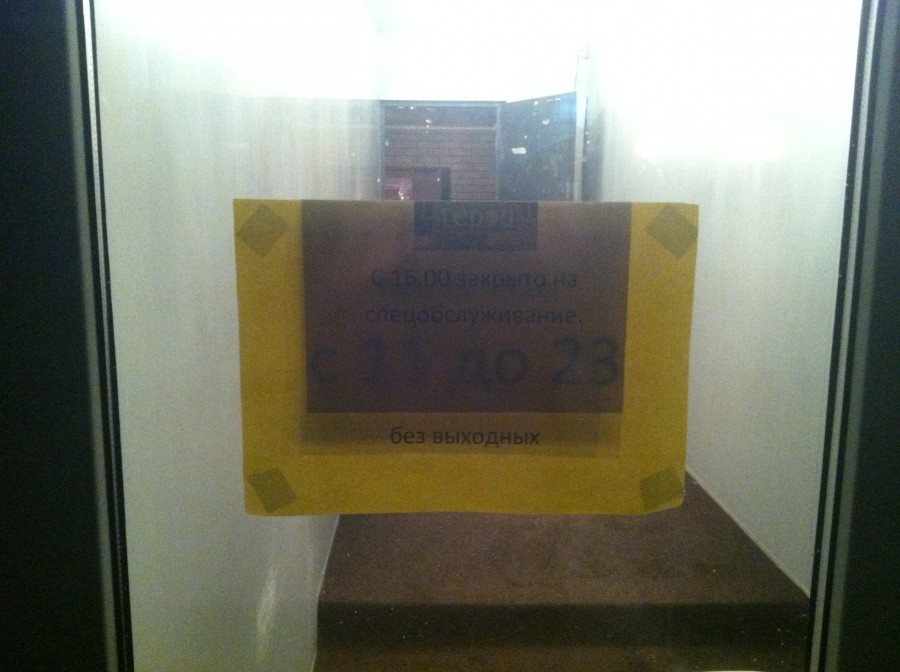 С 16.00 закрыто на
спецобслуживание.
с 11 до 23
без выходных